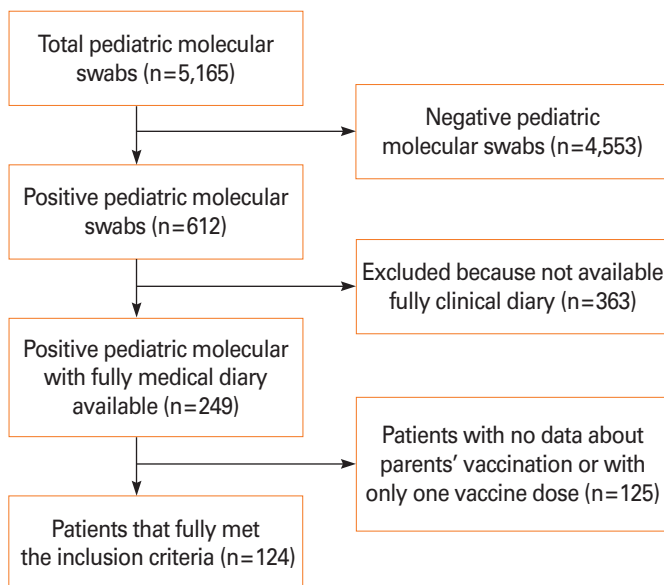 Total pediatric molecular
swabs (n=5,165)
Negative pediatric
molecular swabs (n=4,553)
Positive pediatric molecular
swabs (n=612)
Excluded because not available
fully clinical diary (n=363)
Positive pediatric molecular
with fully medical diary
available (n=249)
Patients with no data about
parents’ vaccination or with
only one vaccine dose (n=125)
Patients that fully met
the inclusion criteria (n=124)